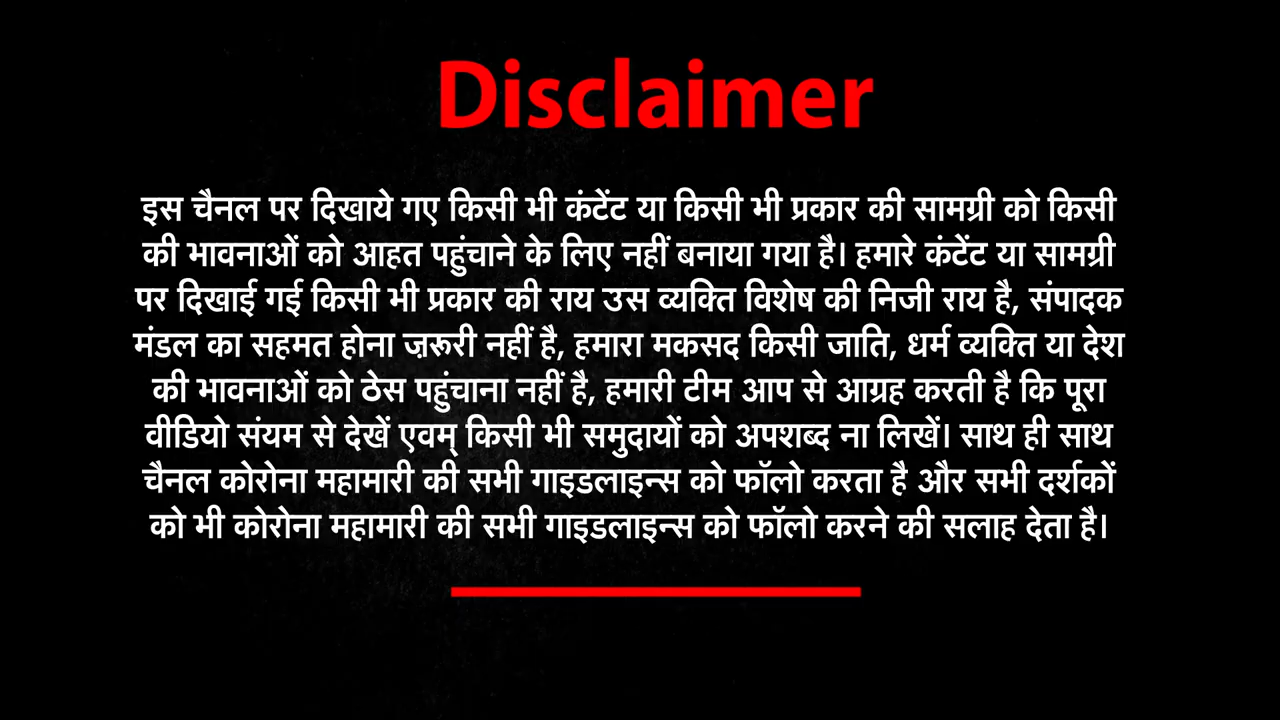 Disclaimer
इस चैनल पर दिखाये गए किसी भी कंटेंट या किसी भी प्रकार की सामग्री को किसी
की भावनाओं को आहत पहुंचाने के लिए नहीं बनाया गया है। हमारे कंटेंट या सामग्री
पर दिखाई गई किसी भी प्रकार की राय उस व्यक्ति विशेष की निजी राय है, संपादक
मंडल का सहमत होना ज़रूरी नहीं है, हमारा मकसद किसी जाति, धर्म व्यक्ति या देश
की भावनाओं को ठेस पहुंचाना नहीं है, हमारी टीम आप से आग्रह करती है कि पूरा
वीडियो संयम से देखें एवम् किसी भी समुदायों को अपशब्द ना लिखें। साथ ही साथ
चैनल कोरोना महामारी की सभी गाइडलाइन्स को फॉलो करता है और सभी दर्शकों
को भी कोरोना महामारी की सभी गाइडलाइन्स को फॉलो करने की सलाह देता है।